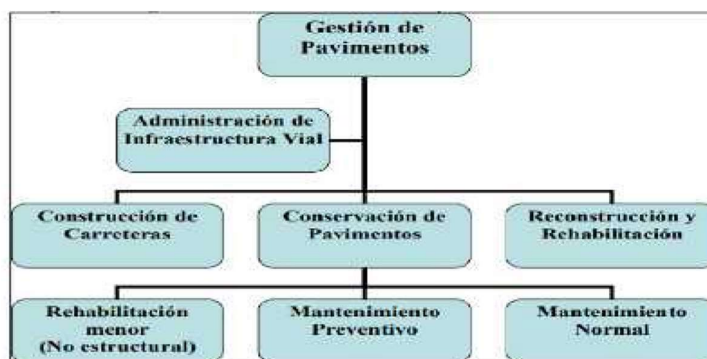 Gestión de
Pavimentos
Administración de
Infraestructura Vial
Construcción de
Carreteras
Conservación de
Pavimentos
Reconstrucción y
Rehabilitación
Rehabilitación
menor
(No estructural)
Mantenimiento
Preventivo
Mantenimiento
Normal